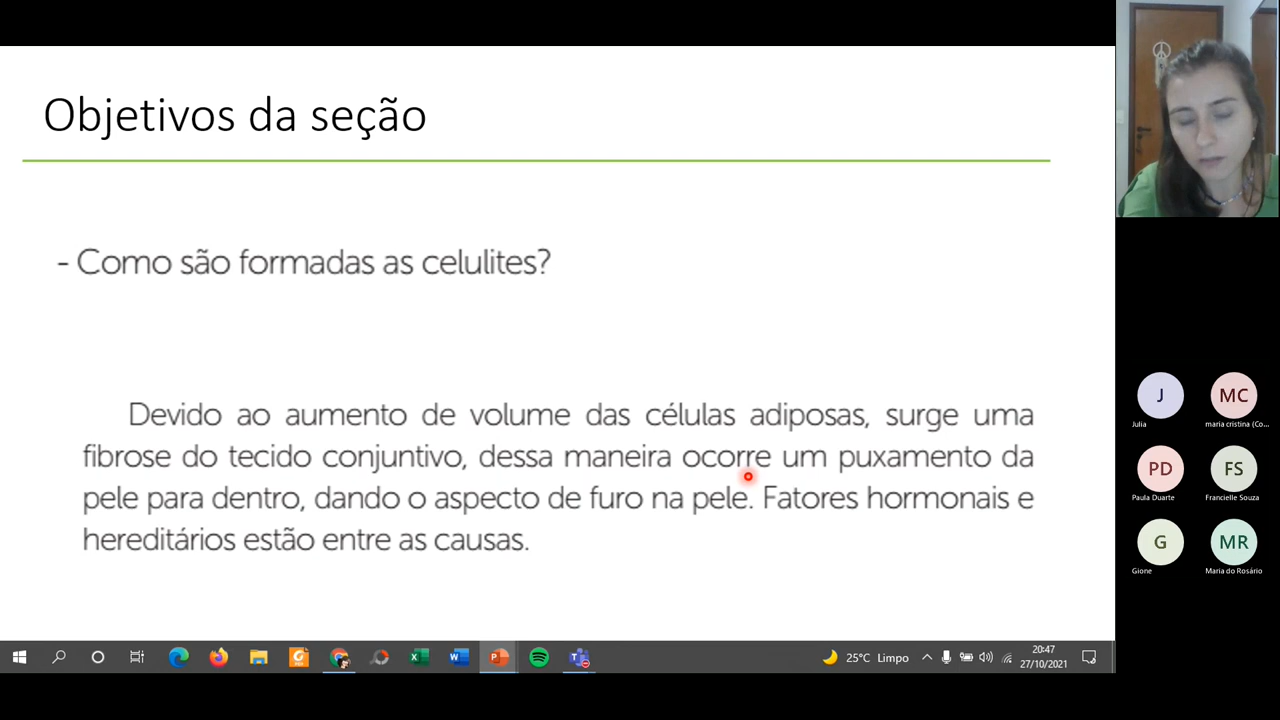 Objetivos da seção
- Como são formadas as celulites?
Devido ao aumento de volume das células adiposas, surge uma
fibrose do tecido conjuntivo, dessa maneira ocorre um puxamento da
pele para dentro, dando o aspecto de furo na pele. Fatores hormonais e
hereditários estão entre as causas.
J
MC
Julia
maria cristina (Co...
PD
FS
Paula Duarte
Francielle Souza
G
MR
Gione
Maria do Rosário
25°C Limpo
20:47
27/10/2021